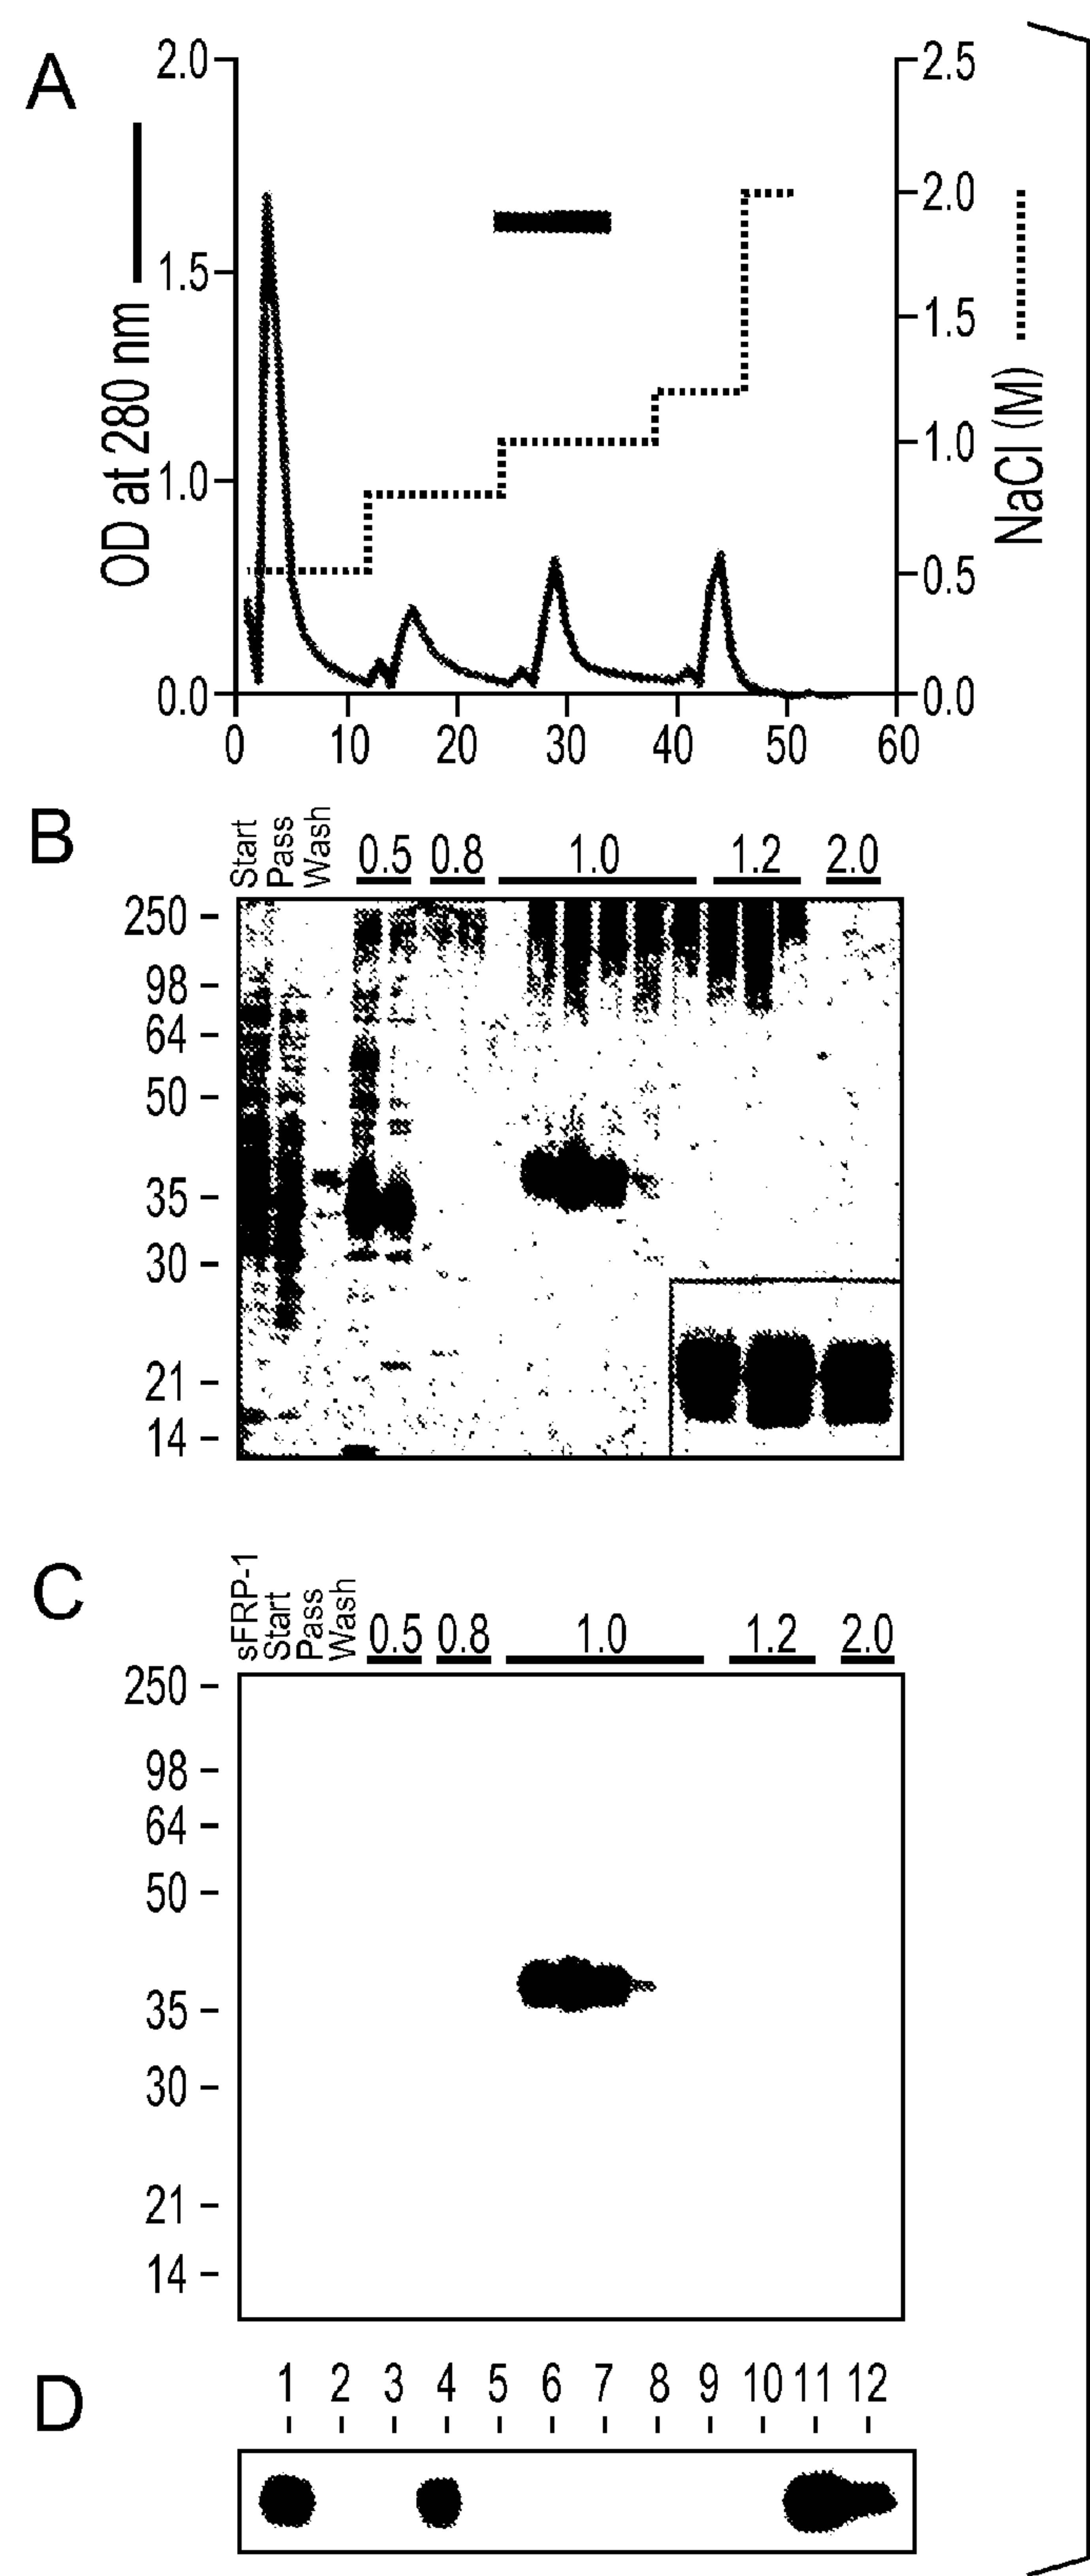 A
2.0
1.5
1.0
0.0
OD at 280 nm
2.5
2.0
1.5
1.0
0.5
0.0
NaCl (M)
0 10 20 30 40 50 60
B
Start
Pass
Wash
0.5 0.8 1.0 1.2 2.0
250
98
64
50
35
30
21
14
C
sFRP-1
Start
Pass
Wash
0.5 0.8 1.0 1.2 2.0
250
98
64
50
35
30
21
14
D
1 2 3 4 5 6 7 8 9 10 11 12